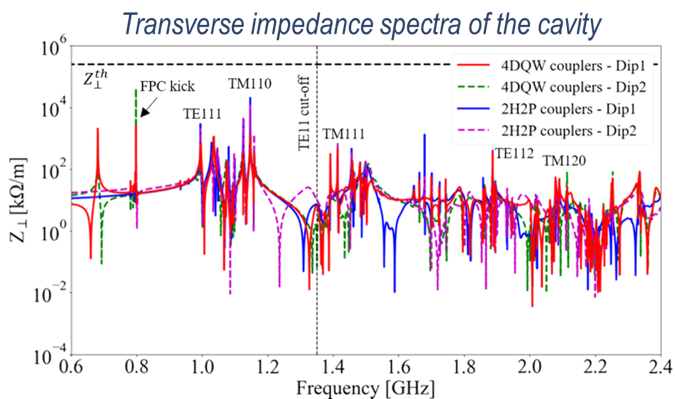 Transverse impedance spectra of the cavity
10^6
10^4
10^2
10^0
10^−2
10^−4
Z⊥ [kΩ/m]
Z⊥^th
FPC kick
TE111
TM110
TE11 cut-off
TM111
TE112
TM120
4DQW couplers - Dip1
4DQW couplers - Dip2
2H2P couplers - Dip1
2H2P couplers - Dip2
0.6 0.8 1.0 1.2 1.4 1.6 1.8 2.0 2.2 2.4
Frequency [GHz]